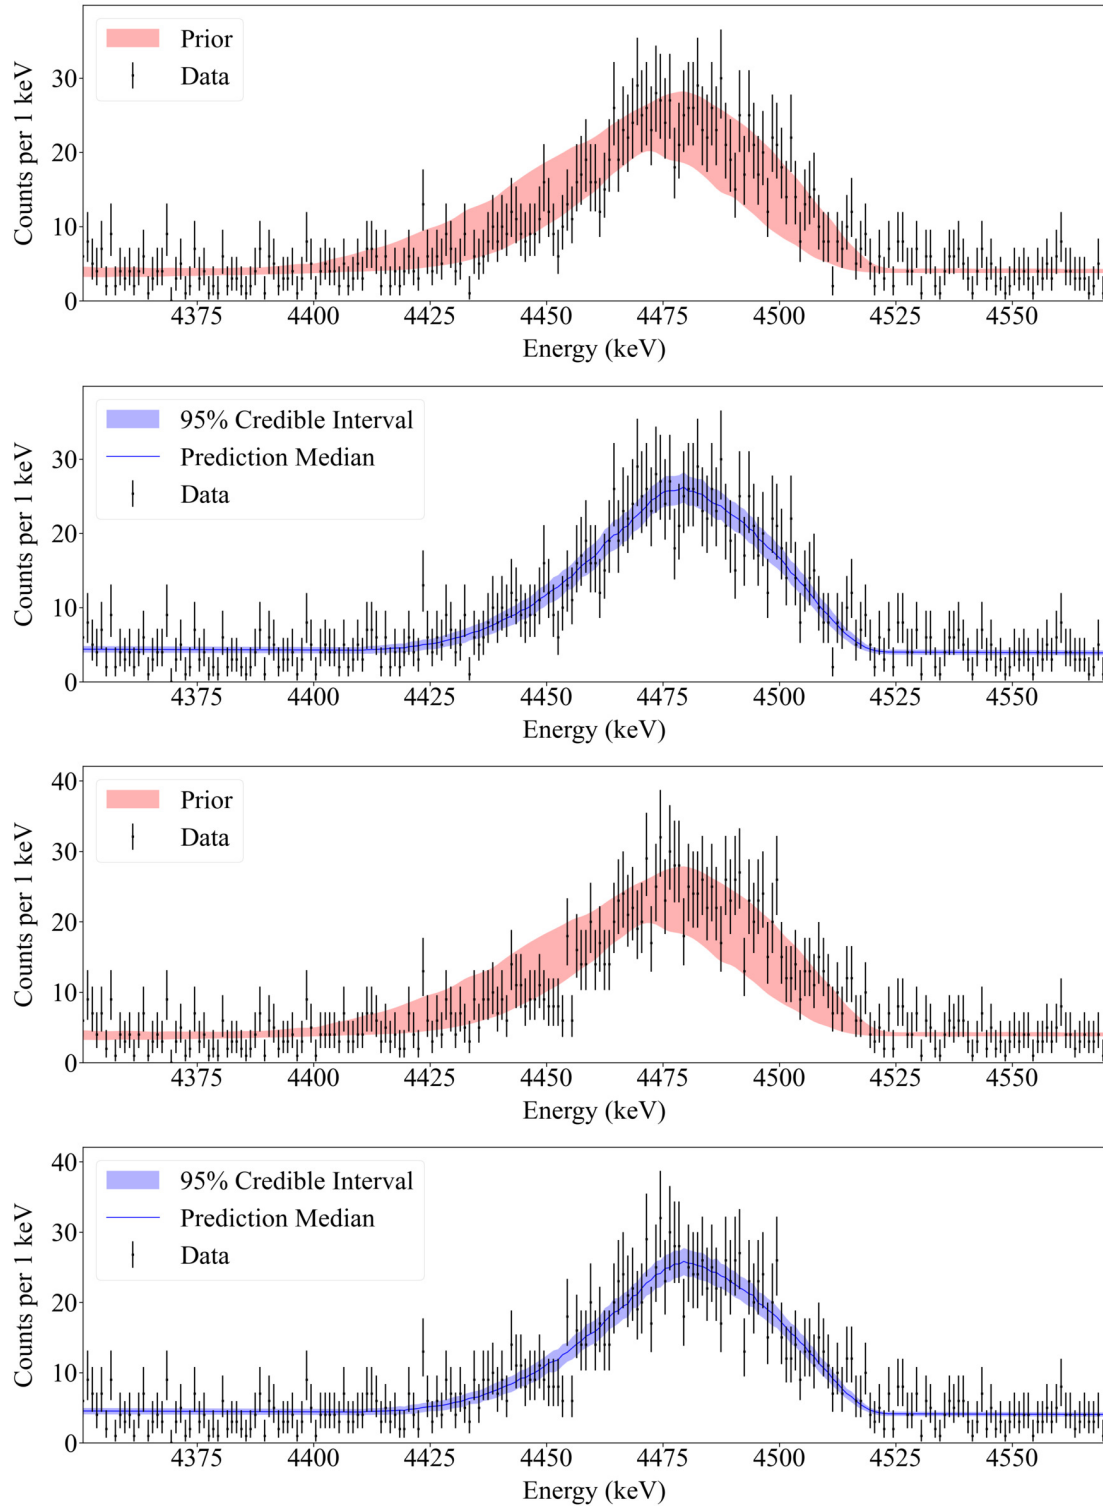 Prior
Data
Counts per 1 keV
30
20
10
0
4375 4400 4425 4450 4475 4500 4525 4550
Energy (keV)
95% Credible Interval
Prediction Median
Data
Counts per 1 keV
30
20
10
0
4375 4400 4425 4450 4475 4500 4525 4550
Energy (keV)
Prior
Data
Counts per 1 keV
40
30
20
10
0
4375 4400 4425 4450 4475 4500 4525 4550
Energy (keV)
95% Credible Interval
Prediction Median
Data
Counts per 1 keV
40
30
20
10
0
4375 4400 4425 4450 4475 4500 4525 4550
Energy (keV)